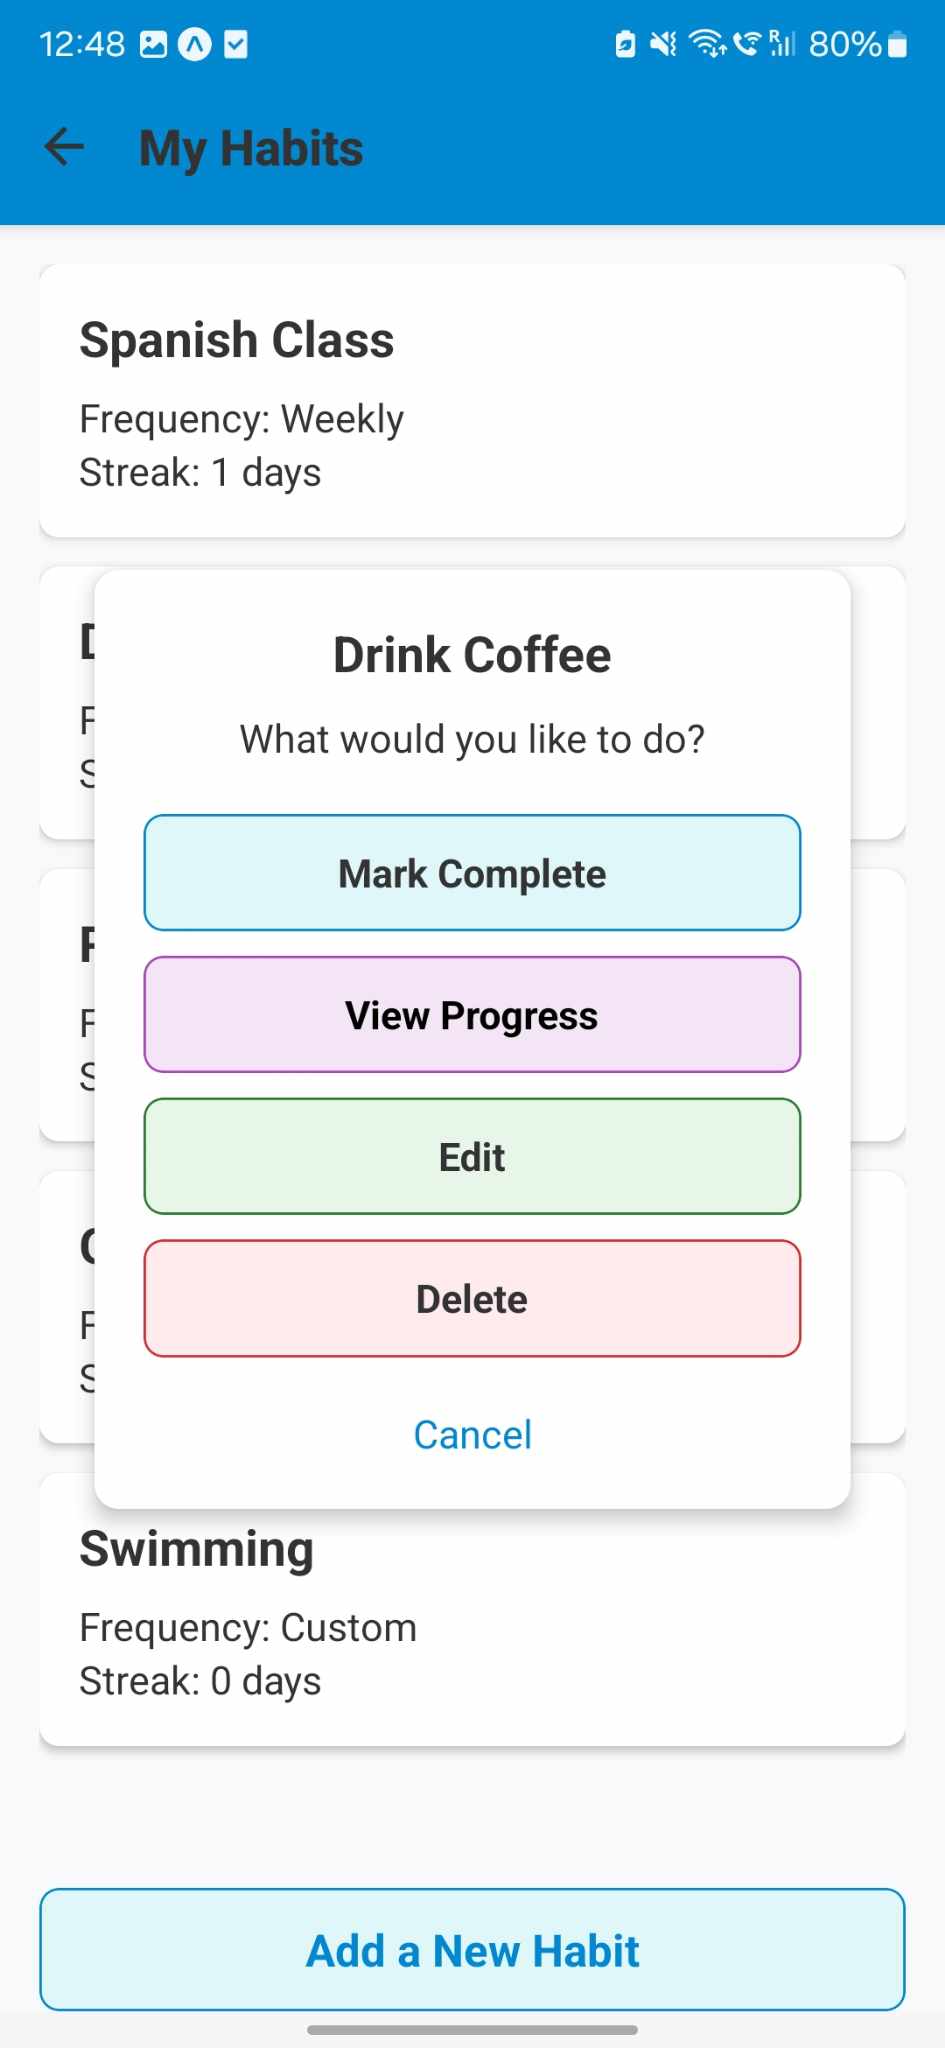 12:48
R
80%
My Habits
Spanish Class
Frequency: Weekly
Streak: 1 days
Drink Coffee
What would you like to do?
Mark Complete
View Progress
Edit
Delete
Cancel
Swimming
Frequency: Custom
Streak: 0 days
Add a New Habit